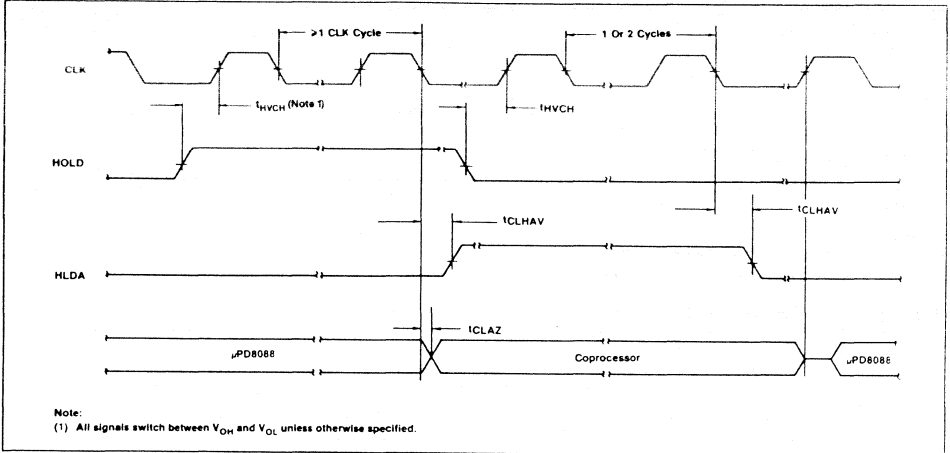 ≥1 CLK Cycle
1 Or 2 Cycles
CLK
tHVCH (Note 1)
tHVCH
HOLD
tCLHAV
tCLHAV
HLDA
tCLAZ
μPD8088
Coprocessor
μPD8088
Note:
(1) All signals switch between VOH and VOL unless otherwise specified.